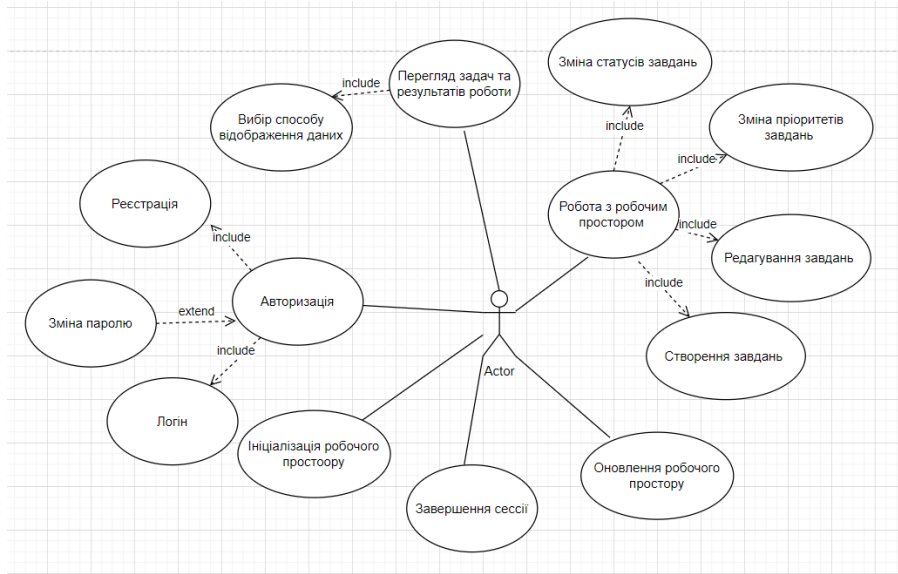 Зміна статусів завдань
Перегляд задач та
результатів роботи
include
Вибір способу
відображення даних
include
Зміна пріоритетів
завдань
include
Реєстрація
Робота з робочим
простором
include
include
Редагування завдань
include
Авторизація
Зміна паролю
extend
include
Створення завдань
Actor
Логін
Ініціалізація робочого
простоору
Оновлення робочого
простору
Завершення сессії